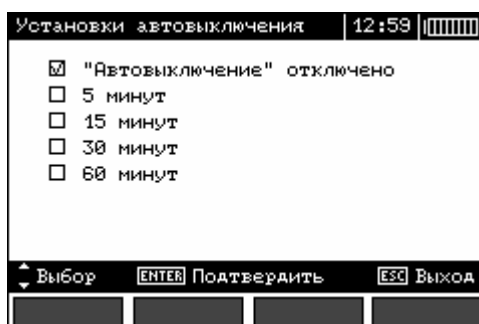 Установки автовыключения 12:59
"Автовыключение" отключено
5 минут
15 минут
30 минут
60 минут
Выбор ENTER Подтвердить ESC Выход